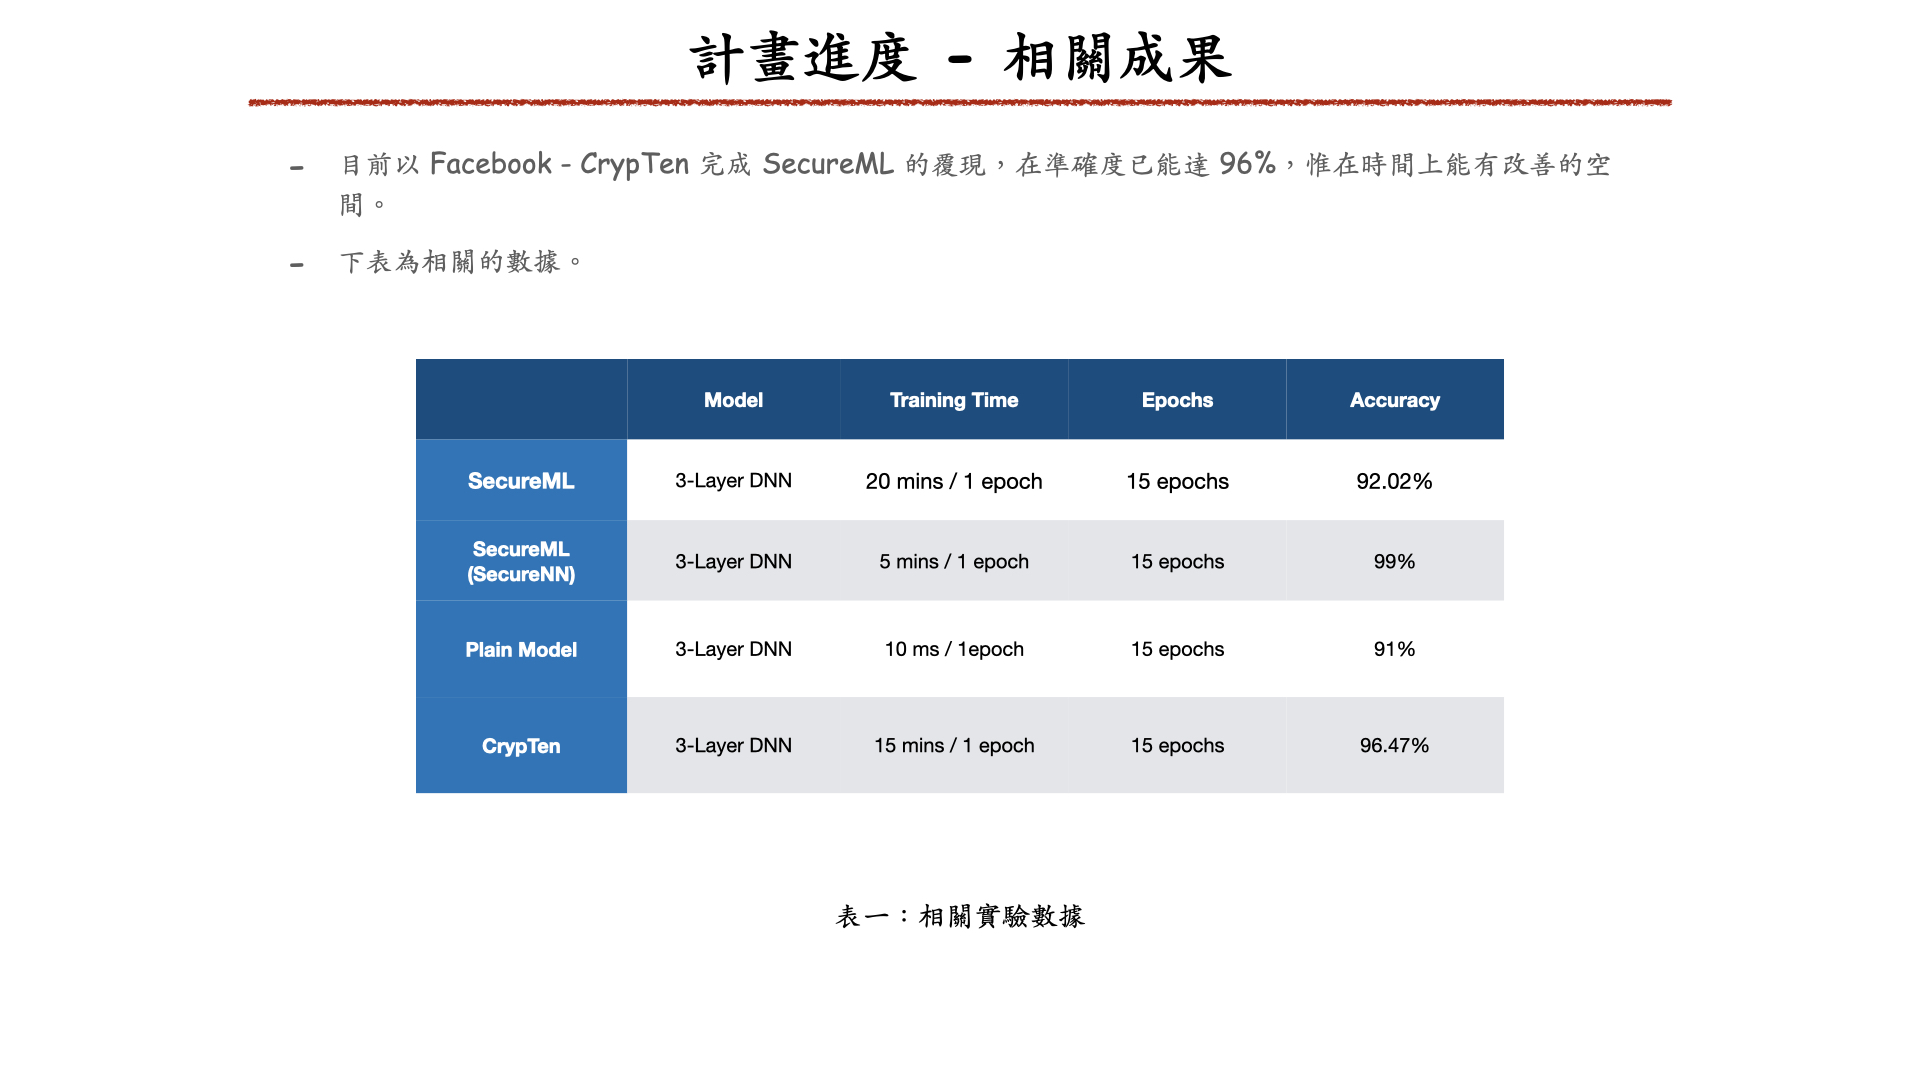 計畫進度 - 相關成果
- 目前以 Facebook - CrypTen 完成 SecureML 的覆現，在準確度已能達 96%，惟在時間上能有改善的空
間。
- 下表為相關的數據。
Model Training Time Epochs Accuracy
SecureML 3-Layer DNN 20 mins / 1 epoch 15 epochs 92.02%
SecureML
(SecureNN) 3-Layer DNN 5 mins / 1 epoch 15 epochs 99%
Plain Model 3-Layer DNN 10 ms / 1epoch 15 epochs 91%
CrypTen 3-Layer DNN 15 mins / 1 epoch 15 epochs 96.47%
表一：相關實驗數據